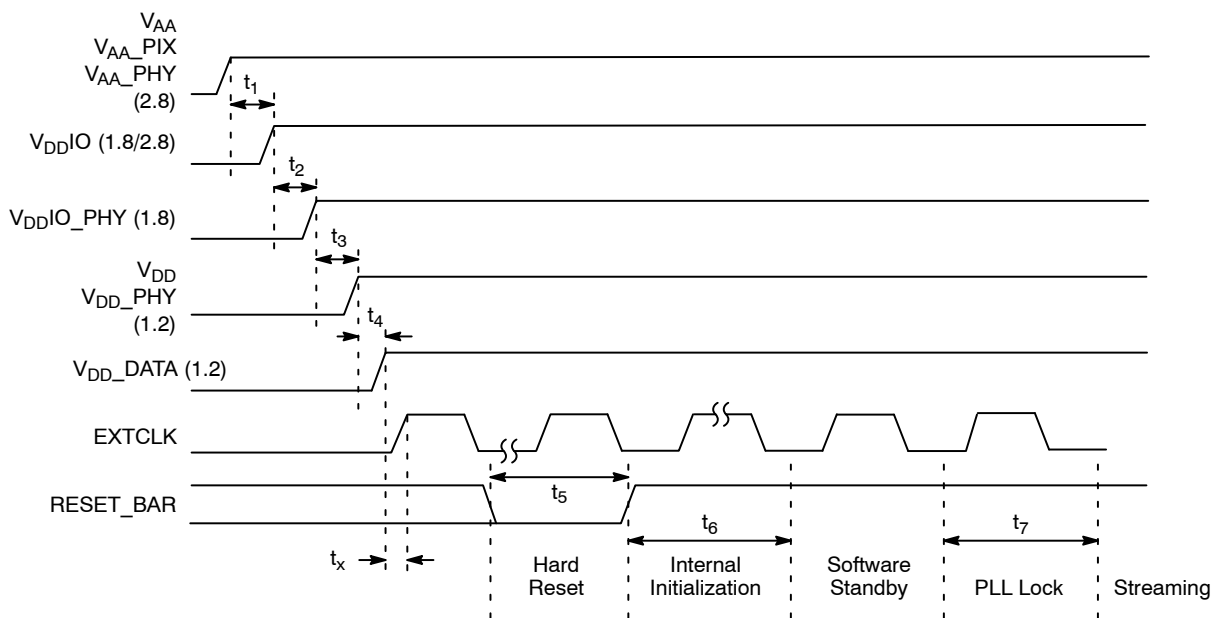 VAA
VAA_PIX
VAA_PHY
(2.8)
t1
VDDIO (1.8/2.8)
t2
VDDIO_PHY (1.8)
t3
VDD
VDD_PHY
(1.2)
t4
VDD_DATA (1.2)
EXTCLK
RESET_BAR
t5
t6
t7
tx
Hard
Reset
Internal
Initialization
Software
Standby
PLL Lock
Streaming